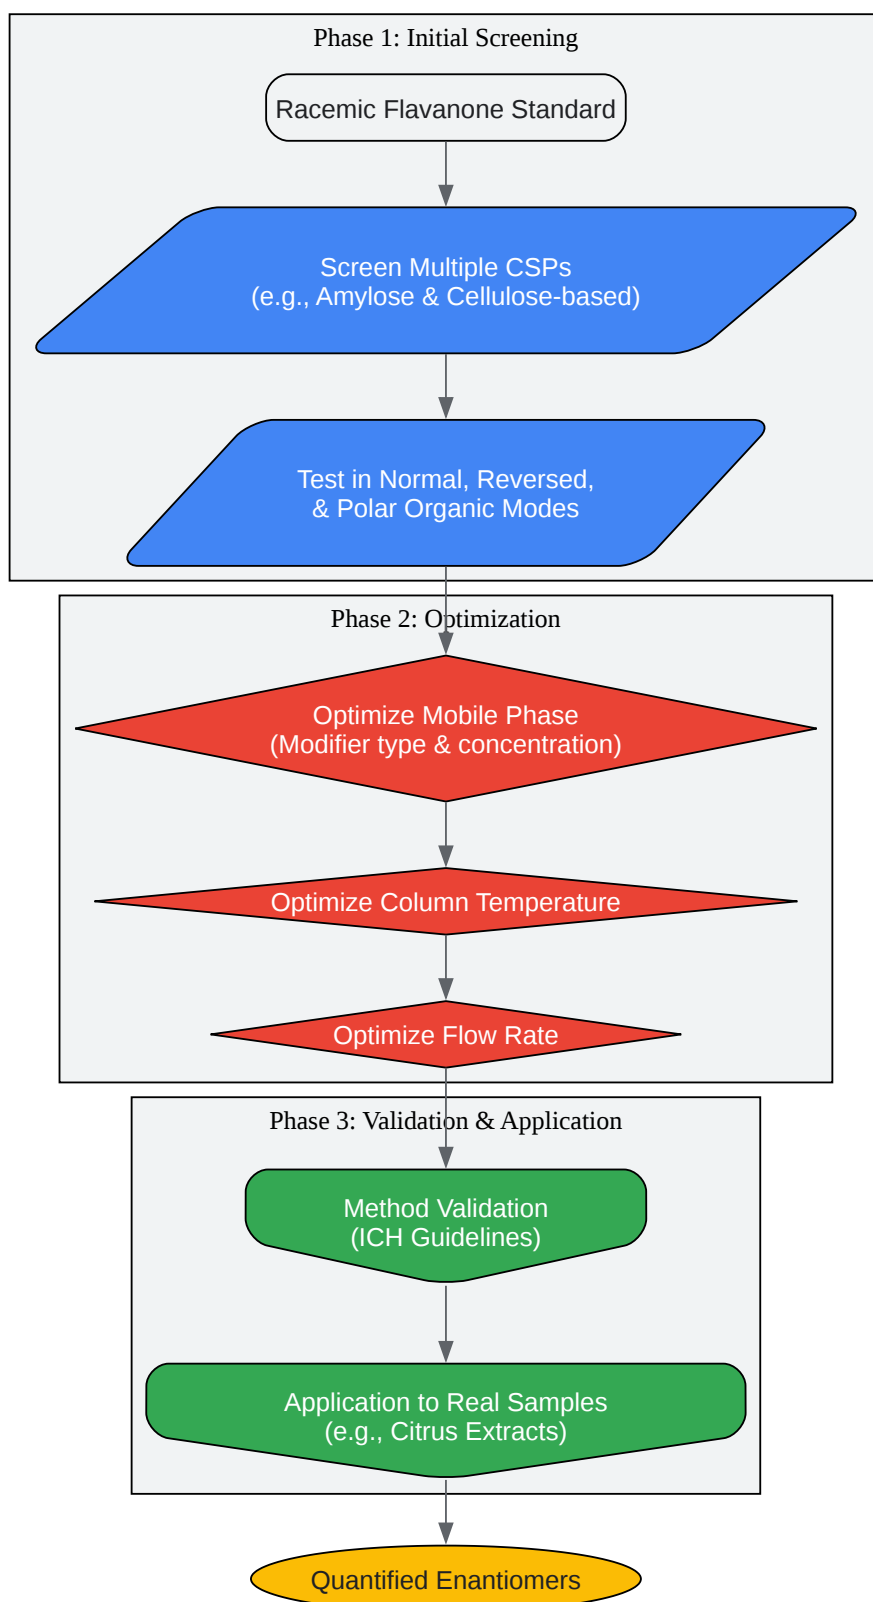 Phase 1: Initial Screening
Racemic Flavanone Standard
Screen Multiple CSPs
(e.g., Amylose & Cellulose-based)
Test in Normal, Reversed,
& Polar Organic Modes
Phase 2: Optimization
Optimize Mobile Phase
(Modifier type & concentration)
Optimize Column Temperature
Optimize Flow Rate
Phase 3: Validation & Application
Method Validation
(ICH Guidelines)
Application to Real Samples
(e.g., Citrus Extracts)
Quantified Enantiomers